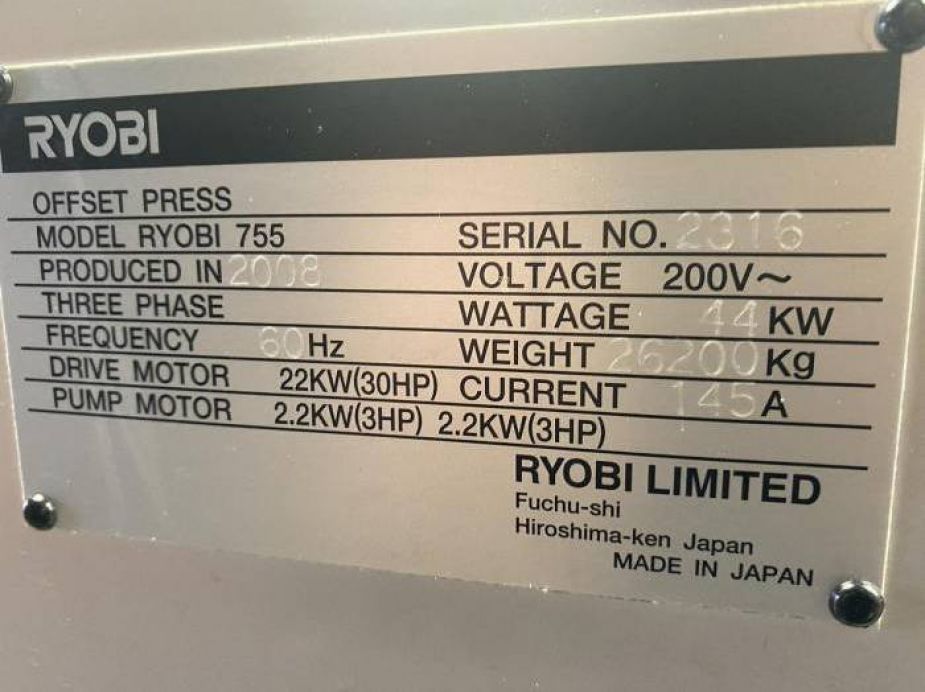 RYOBI
OFFSET PRESS
MODEL RYOBI 755 SERIAL NO. 2316
PRODUCED IN 2008 VOLTAGE 200V~
THREE PHASE WATTAGE 44 KW
FREQUENCY 60 Hz WEIGHT 26200 Kg
DRIVE MOTOR 22KW(30HP) CURRENT 145 A
PUMP MOTOR 2.2KW(3HP) 2.2KW(3HP)
RYOBI LIMITED
Fuchu-shi
Hiroshima-ken Japan
MADE IN JAPAN